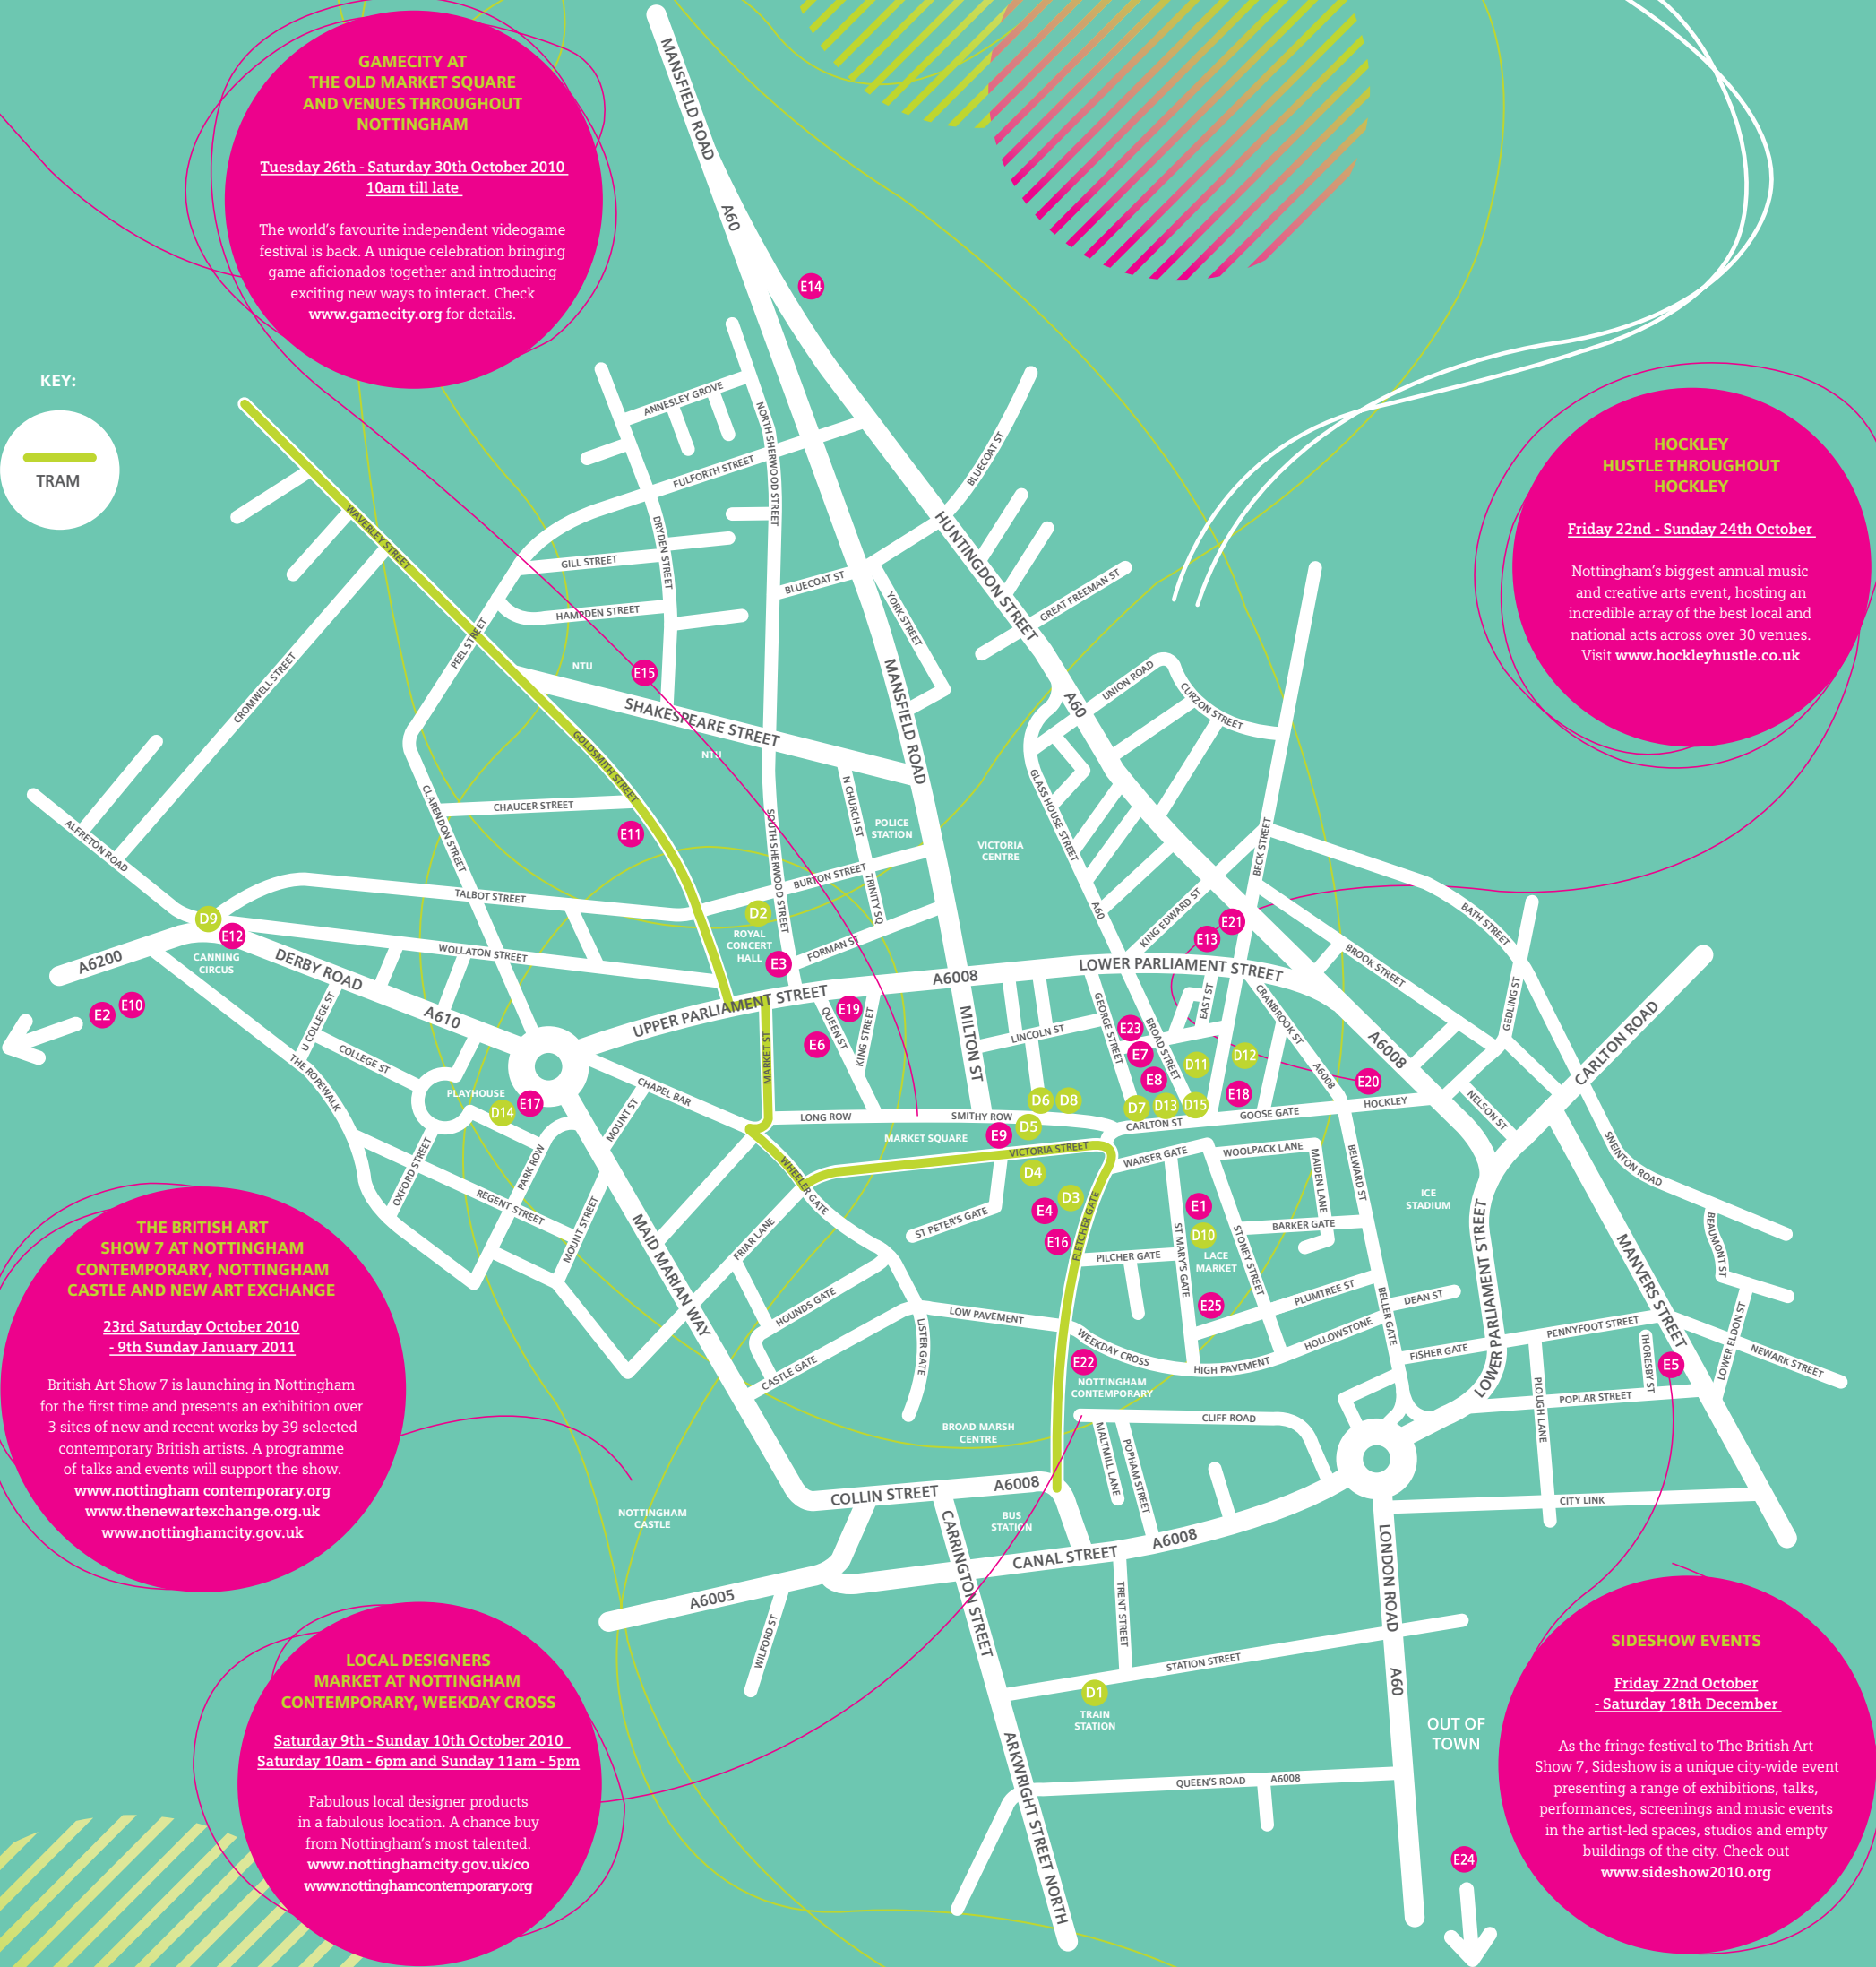 GAMECITY AT
THE OLD MARKET SQUARE
AND VENUES THROUGHOUT
NOTTINGHAM
Tuesday 26th - Saturday 30th October 2010
10am till late
The world's favourite independent videogame
festival is back. A unique celebration bringing
game aficionados together and introducing
exciting new ways to interact. Check
www.gamecity.org for details.
KEY:
TRAM
HOCKLEY
HUSTLE THROUGHOUT
HOCKLEY
Friday 22nd - Sunday 24th October
Nottingham's biggest annual music
and creative arts event, hosting an
incredible array of the best local and
national acts across over 30 venues.
Visit www.hockleyhustle.co.uk
MANSFIELD ROAD
A60
E14
ANNESLEY GROVE
NORTH SHERWOOD STREET
FULFORTH STREET
BLUECOAT ST
WAVERLEY STREET
DRYDEN STREET
HUNTINGDON STREET
GILL STREET
BLUECOAT ST
YORK STREET
GREAT FREEMAN ST
HAMPDEN STREET
PEEL STREET
NTU
E15
CROMWELL STREET
SHAKESPEARE STREET
MANSFIELD ROAD
A60
UNION ROAD
CURZON STREET
NTU
GOLDSMITH STREET
CHAUCER STREET
E11
CLARENDON STREET
ALFRETON ROAD
SOUTH SHERWOOD STREET
N CHURCH ST
POLICE
STATION
VICTORIA
CENTRE
GLASS HOUSE STREET
BECK STREET
TALBOT STREET
BURTON STREET
TRINITY SQ
A60
KING EDWARD ST
BATH STREET
D9
E12
CANNING
CIRCUS
D2
ROYAL
CONCERT
HALL
E3
FORMAN ST
E21
E13
BROOK STREET
A6200
DERBY ROAD
WOLLATON STREET
A610
UPPER PARLIAMENT STREET
A6008
LOWER PARLIAMENT STREET
GEDLING ST
CARLTON ROAD
E2
E10
U COLLEGE ST
COLLEGE ST
THE ROPEWALK
PLAYHOUSE
D14
E17
CHAPEL BAR
MOUNT ST
MARKET ST
E19
E6
QUEEN ST
KING STREET
MILTON ST
LINCOLN ST
GEORGE STREET
BROAD STREET
EAST ST
CRANBROOK ST
A6008
A6008
E23
E7
E8
D11
D12
E18
E20
D6
D8
D7
D13
D15
NELSON ST
LONG ROW
SMITHY ROW
D5
E9
MARKET SQUARE
CARLTON ST
GOOSE GATE
HOCKLEY
VICTORIA STREET
D4
D3
E4
E16
WARSER GATE
WOOLPACK LANE
MAIDEN LANE
BELWARD ST
SNEINTON ROAD
OXFORD STREET
PARK ROW
REGENT STREET
MOUNT STREET
MAID MARIAN WAY
FRIAR LANE
WHEELER GATE
ST PETER'S GATE
FLETCHER GATE
E1
D10
LACE
MARKET
BARKER GATE
ICE
STADIUM
LOWER PARLIAMENT STREET
MANVERS STREET
BEAUMONT ST
PILCHER GATE
ST MARY'S GATE
STONEY STREET
E25
PLUMTREE ST
BELLER GATE
DEAN ST
HOUNDS GATE
CASTLE GATE
LISTER GATE
LOW PAVEMENT
WEEKDAY CROSS
HIGH PAVEMENT
HOLLOWSTONE
FISHER GATE
PENNYFOOT STREET
THORESBY ST
E5
LOWER ELDON ST
NEWARK STREET
E22
NOTTINGHAM
CONTEMPORARY
BROAD MARSH
CENTRE
CLIFF ROAD
MALTMILL LANE
POPHAM STREET
PLOUGH LANE
POPLAR STREET
NOTTINGHAM
CASTLE
COLLIN STREET
A6008
BUS
STATION
CARRINGTON STREET
CANAL STREET
A6008
CITY LINK
LONDON ROAD
A6005
WILFORD ST
TRENT STREET
STATION STREET
D1
TRAIN
STATION
A60
ARKWRIGHT STREET NORTH
QUEEN'S ROAD
A6008
OUT OF
TOWN
E24
THE BRITISH ART
SHOW 7 AT NOTTINGHAM
CONTEMPORARY, NOTTINGHAM
CASTLE AND NEW ART EXCHANGE
23rd Saturday October 2010
- 9th Sunday January 2011
British Art Show 7 is launching in Nottingham
for the first time and presents an exhibition over
3 sites of new and recent works by 39 selected
contemporary British artists. A programme
of talks and events will support the show.
www.nottingham contemporary.org
www.thenewartexchange.org.uk
www.nottinghamcity.gov.uk
LOCAL DESIGNERS
MARKET AT NOTTINGHAM
CONTEMPORARY, WEEKDAY CROSS
Saturday 9th - Sunday 10th October 2010
Saturday 10am - 6pm and Sunday 11am - 5pm
Fabulous local designer products
in a fabulous location. A chance buy
from Nottingham's most talented.
www.nottinghamcity.gov.uk/co
www.nottinghamcontemporary.org
SIDESHOW EVENTS
Friday 22nd October
- Saturday 18th December
As the fringe festival to The British Art
Show 7, Sideshow is a unique city-wide event
presenting a range of exhibitions, talks,
performances, screenings and music events
in the artist-led spaces, studios and empty
buildings of the city. Check out
www.sideshow2010.org